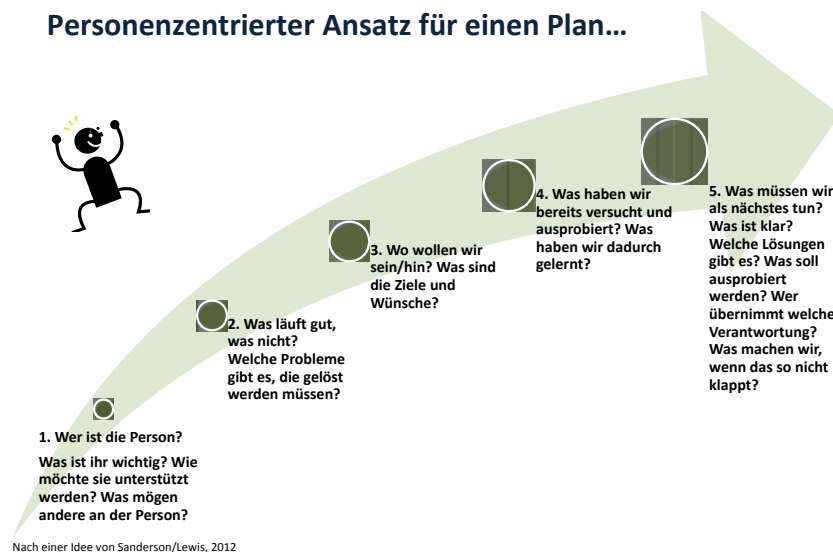 Personenzentrierter Ansatz für einen Plan…
1. Wer ist die Person?
Was ist ihr wichtig? Wie
möchte sie unterstützt
werden? Was mögen
andere an der Person?
2. Was läuft gut,
was nicht?
Welche Probleme
gibt es, die gelöst
werden müssen?
3. Wo wollen wir
sein/hin? Was sind
die Ziele und
Wünsche?
4. Was haben wir
bereits versucht und
ausprobiert? Was
haben wir dadurch
gelernt?
5. Was müssen wir
als nächstes tun?
Was ist klar?
Welche Lösungen
gibt es? Was soll
ausprobiert
werden? Wer
übernimmt welche
Verantwortung?
Was machen wir,
wenn das so nicht
klappt?
Nach einer Idee von Sanderson/Lewis, 2012